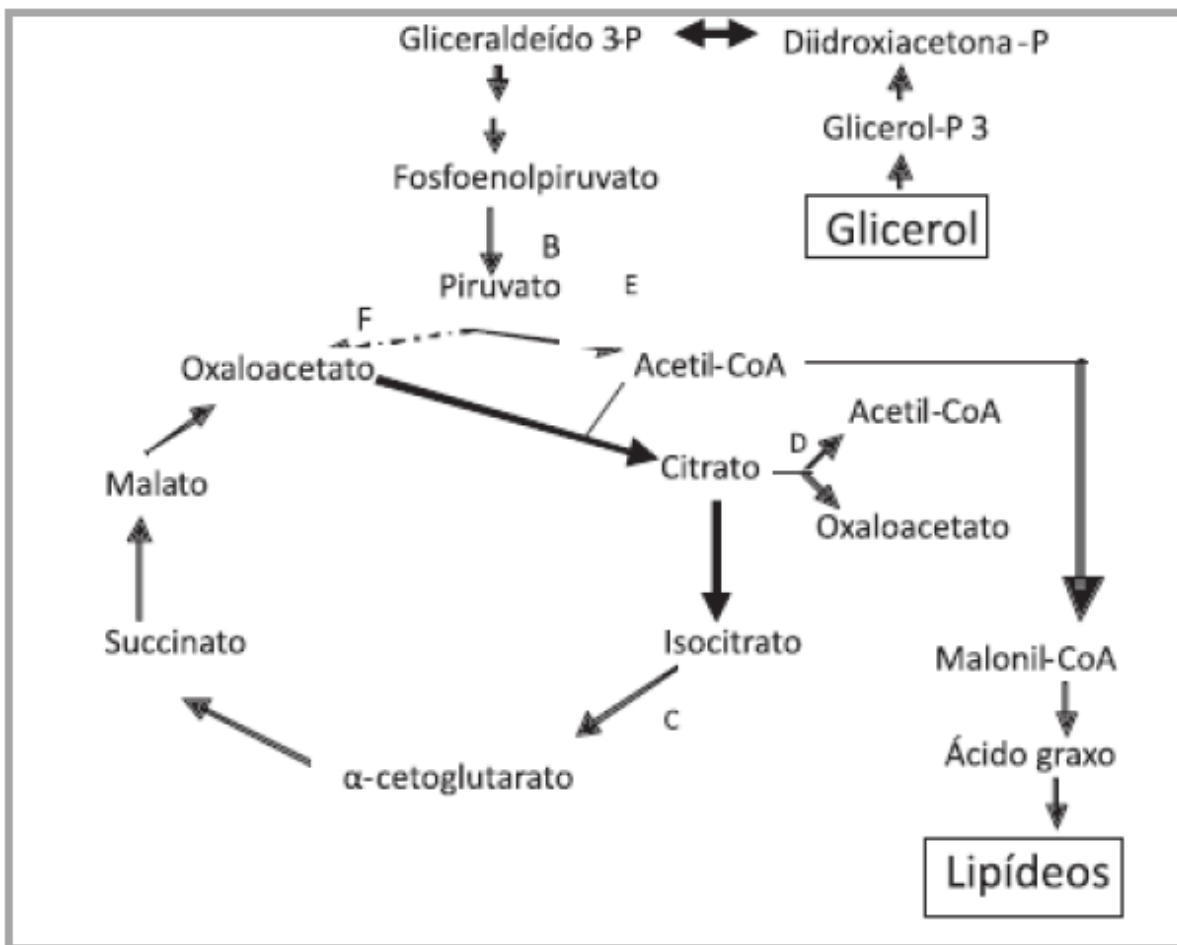 Gliceraldeído 3-P
Diidroxiacetona-P
Glicerol-P 3
Fosfoenolpiruvato
Glicerol
B
Piruvato
E
F
Oxaloacetato
Acetil-CoA
Acetil-CoA
D
Citrato
Malato
Oxaloacetato
Succinato
Isocitrato
Malonil-CoA
C
α-cetoglutarato
Ácido graxo
Lipídeos